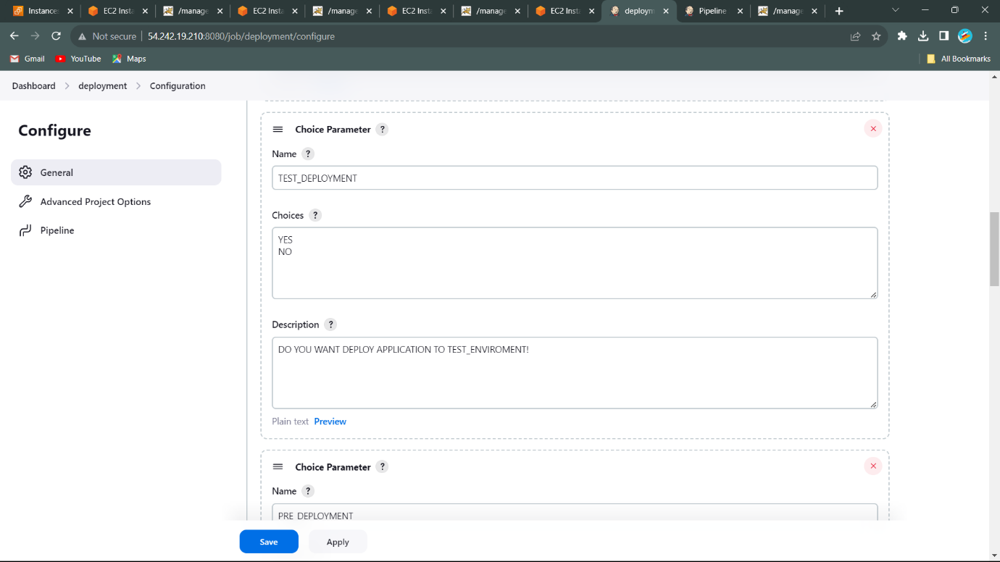 Instances
EC2 Insta
/manage
EC2 Insta
/manage
EC2 Insta
/manage
EC2 Insta
deploym
Pipeline
/manage
Not secure
54.242.19.210:8080/job/deployment/configure
Gmail
YouTube
Maps
All Bookmarks
Dashboard > deployment > Configuration
Configure
General
Advanced Project Options
Pipeline
Choice Parameter ?
Name ?
TEST_DEPLOYMENT
Choices ?
YES
NO
Description ?
DO YOU WANT DEPLOY APPLICATION TO TEST_ENVIROMENT!
Plain text Preview
Choice Parameter ?
Name ?
PRE_DEPLOYMENT
Save
Apply